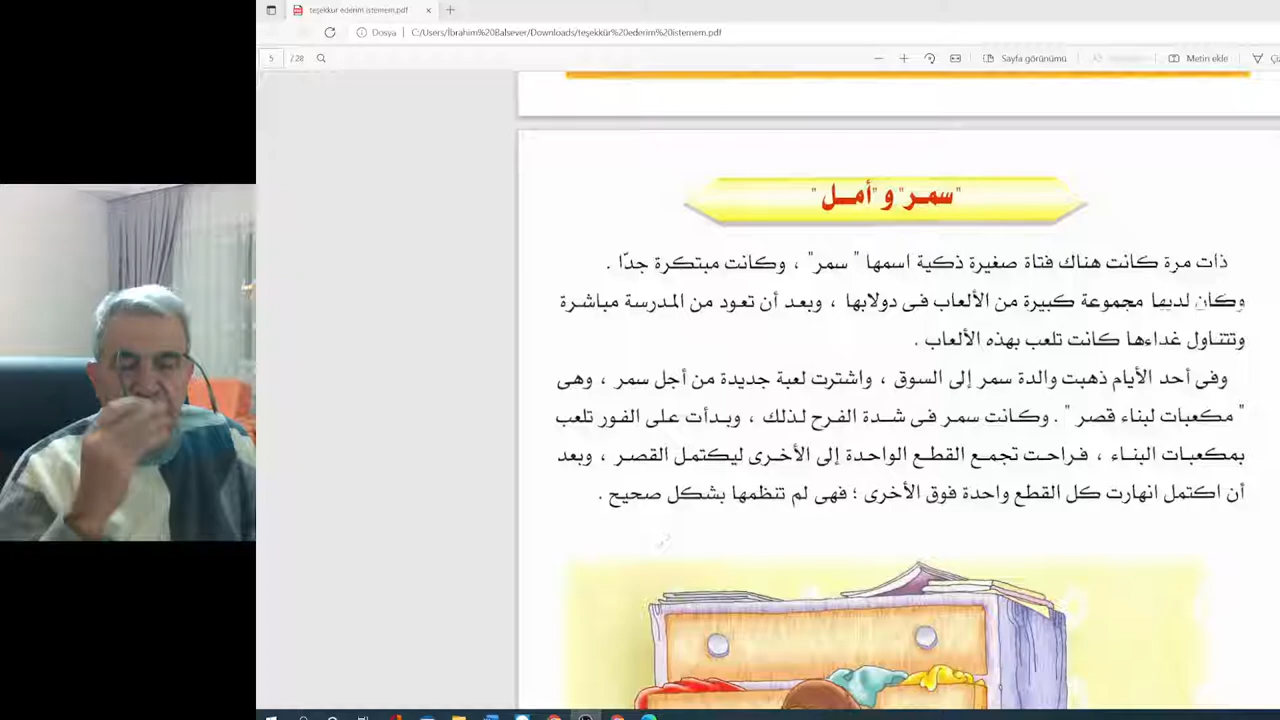 teşekkür ederim istemem.pdf
Dosya | C:/Users/İbrahim%20Balsever/Downloads/teşekkür%20ederim%20istemem.pdf
5 / 28 Sayfa görünümü Metin ekle
"سمـر" و "أمـل"
ذات مرة كانت هناك فتاة صغيرة ذكية اسمها " سمر" ، وكانت مبتكرة جدًا .
وكان لديها مجموعة كبيرة من الألعاب فى دولابها ، وبعد أن تعود من المدرسة مباشرة
وتتناول غداءها كانت تلعب بهذه الألعاب .
وفى أحد الأيام ذهبت والدة سمر إلى السوق ، واشترت لعبة جديدة من أجل سمر ، وهى
" مكعبات لبناء قصر " . وكانت سمر فى شدة الفرح لذلك ، وبدأت على الفور تلعب
بمكعبات البناء ، فراحت تجمع القطع الواحدة إلى الأخرى ليكتمل القصر ، وبعد
أن اكتمل انهارت كل القطع واحدة فوق الأخرى ؛ فهى لم تنظمها بشكل صحيح .